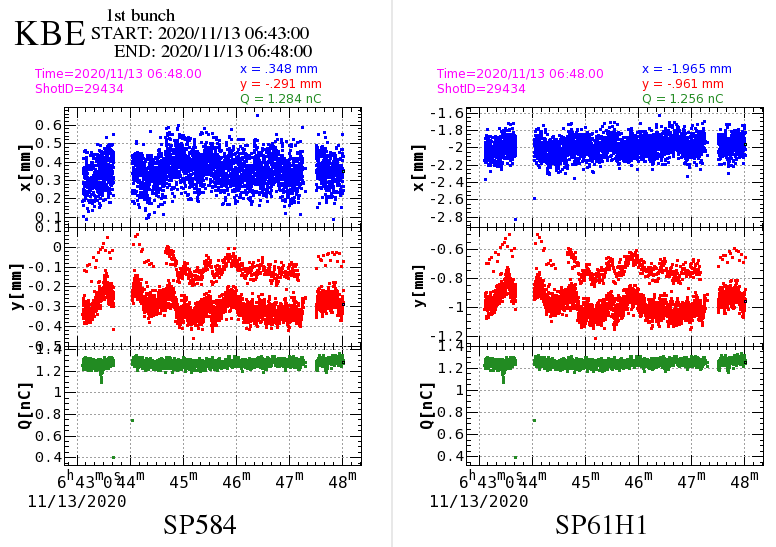 KBE
1st bunch
START: 2020/11/13 06:43:00
END: 2020/11/13 06:48:00
Time=2020/11/13 06:48.00
ShotID=29434
x = .348 mm
y = -.291 mm
Q = 1.284 nC
x[mm]
0.6
0.5
0.4
0.3
0.2
0.1
y[mm]
0.1
0
-0.1
-0.2
-0.3
-0.4
-0.5
Q[nC]
1.4
1.2
1
0.8
0.6
0.4
6h43m0s 44m 45m 46m 47m 48m
11/13/2020
SP584
Time=2020/11/13 06:48.00
ShotID=29434
x = -1.965 mm
y = -.961 mm
Q = 1.256 nC
x[mm]
-1.6
-1.8
-2
-2.2
-2.4
-2.6
-2.8
y[mm]
-0.6
-0.8
-1
-1.2
Q[nC]
1.4
1.2
1
0.8
0.6
0.4
6h43m0s 44m 45m 46m 47m 48m
11/13/2020
SP61H1